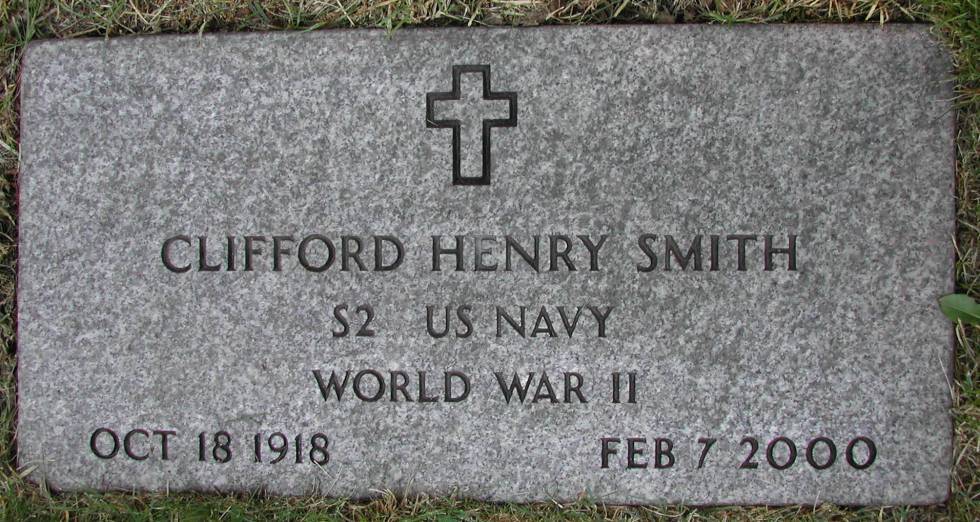 CLIFFORD HENRY SMITH
S2 US NAVY
WORLD WAR II
OCT 18 1918 FEB 7 2000